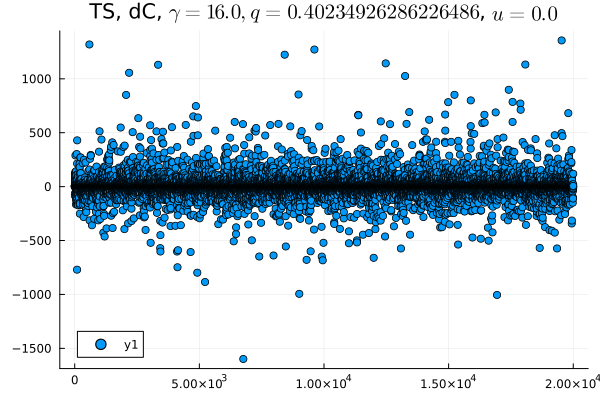 TS, dC, γ = 16.0, q = 0.40234926286226486, u = 0.0
1000
500
0
−500
−1000
−1500
y1
0 5.00×10³ 1.00×10⁴ 1.50×10⁴ 2.00×10⁴